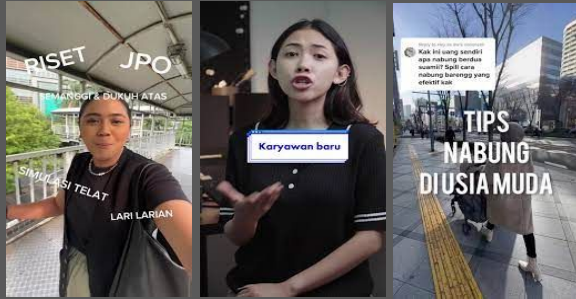 RISET JPO
SEMANGGI & DUKUH ATAS
SIMULASI TELAT
LARI LARIAN
Karyawan baru
Kak ini uang sendiri
apa nabung berdua
suami? Spill cara
nabung barengg yang
efektif kak
TIPS
NABUNG
DI USIA MUDA